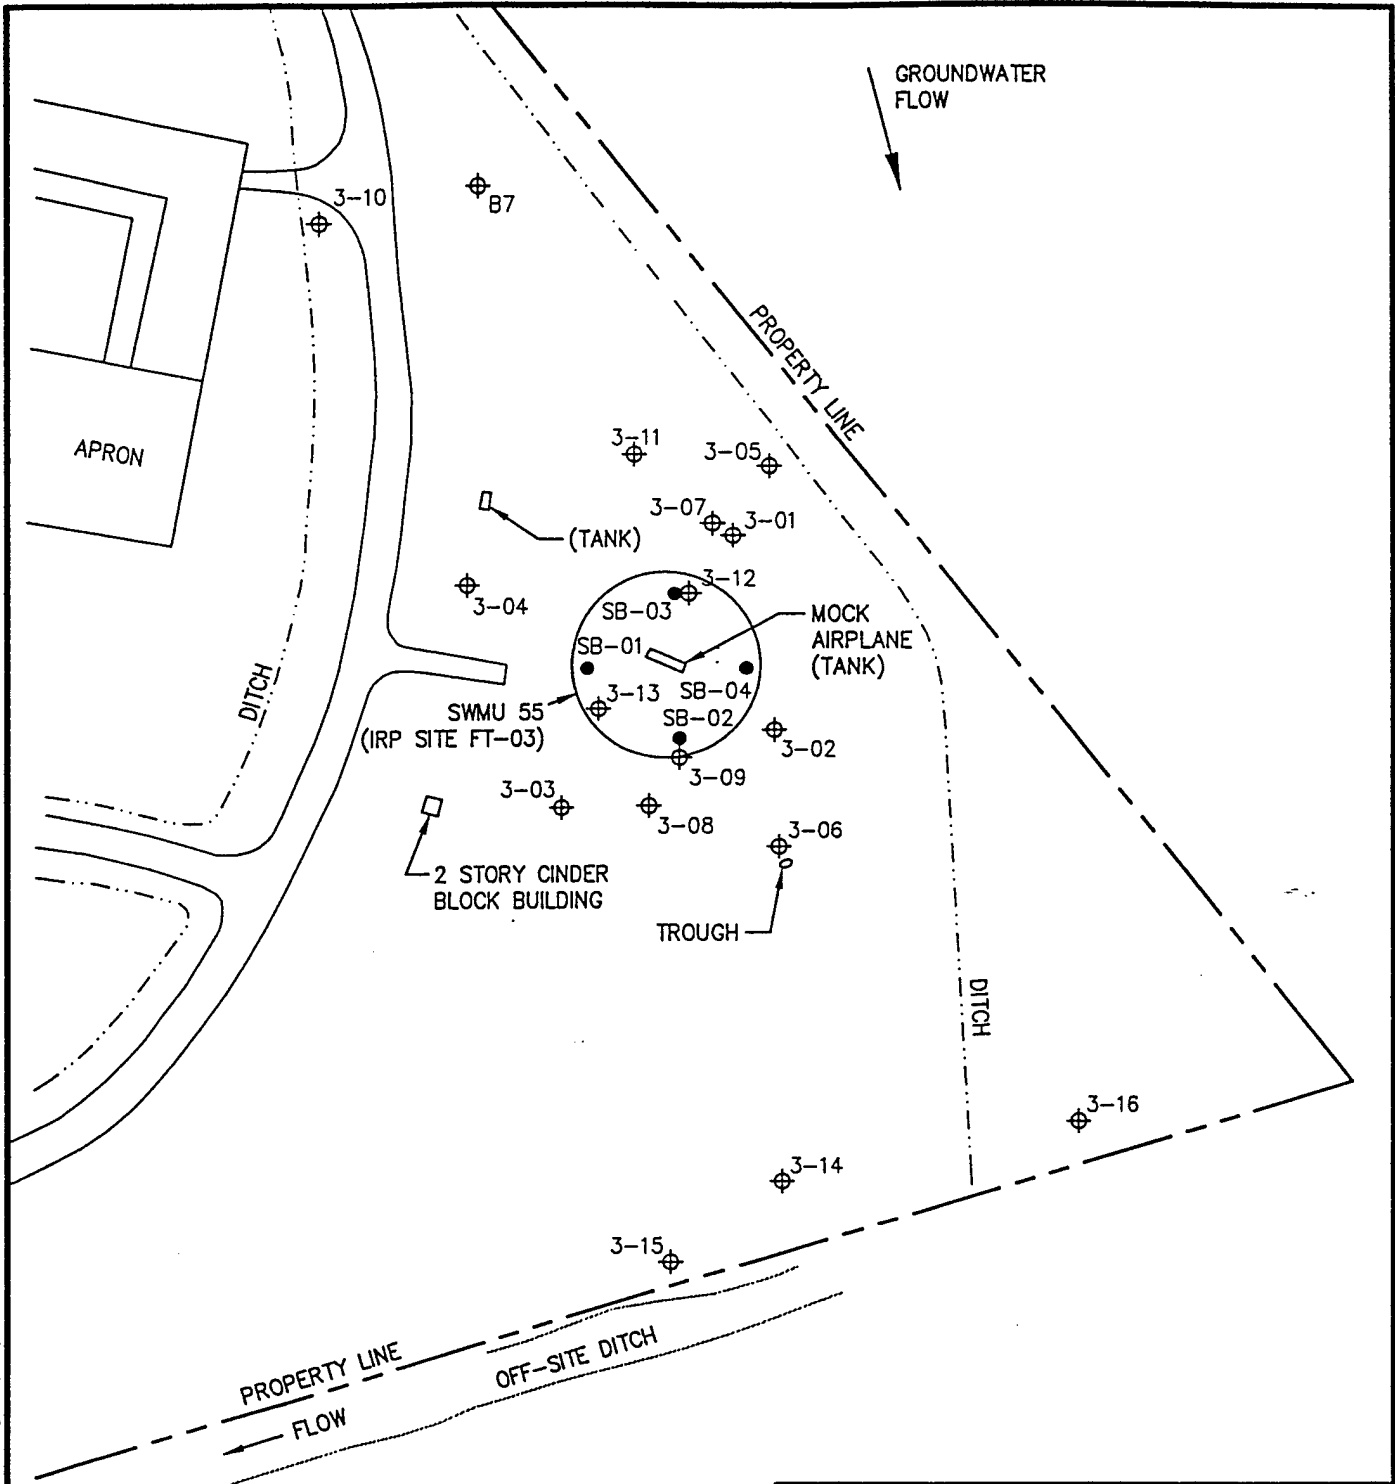 GROUNDWATER
FLOW
3-10
B7
PROPERTY LINE
3-11
3-05
APRON
3-07
3-01
(TANK)
3-12
3-04
SB-03
MOCK
AIRPLANE
(TANK)
SB-01
DITCH
SB-04
3-13
SWMU 55
(IRP SITE FT-03)
SB-02
3-02
3-09
3-03
3-08
3-06
2 STORY CINDER
BLOCK BUILDING
TROUGH
DITCH
3-16
3-14
3-15
PROPERTY LINE
OFF-SITE DITCH
FLOW